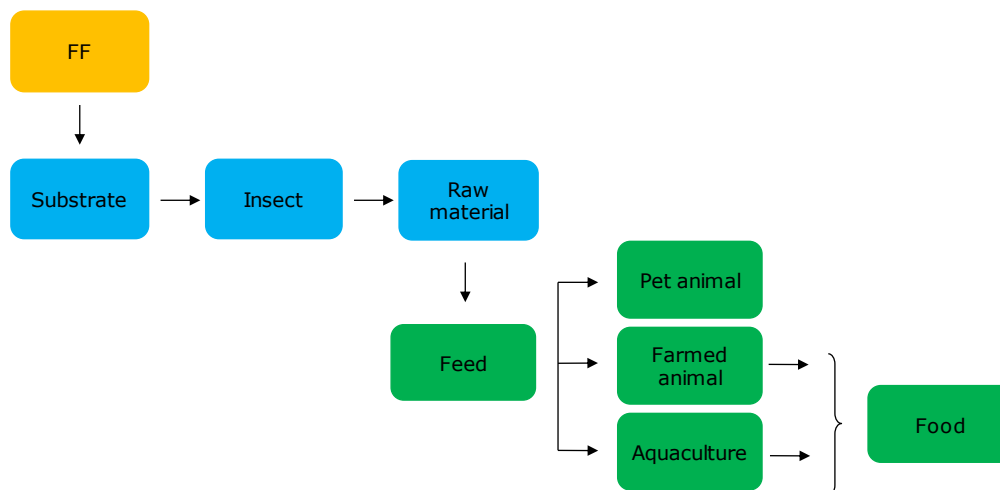 FF
Substrate
Insect
Raw
material
Pet animal
Feed
Farmed
animal
Aquaculture
Food